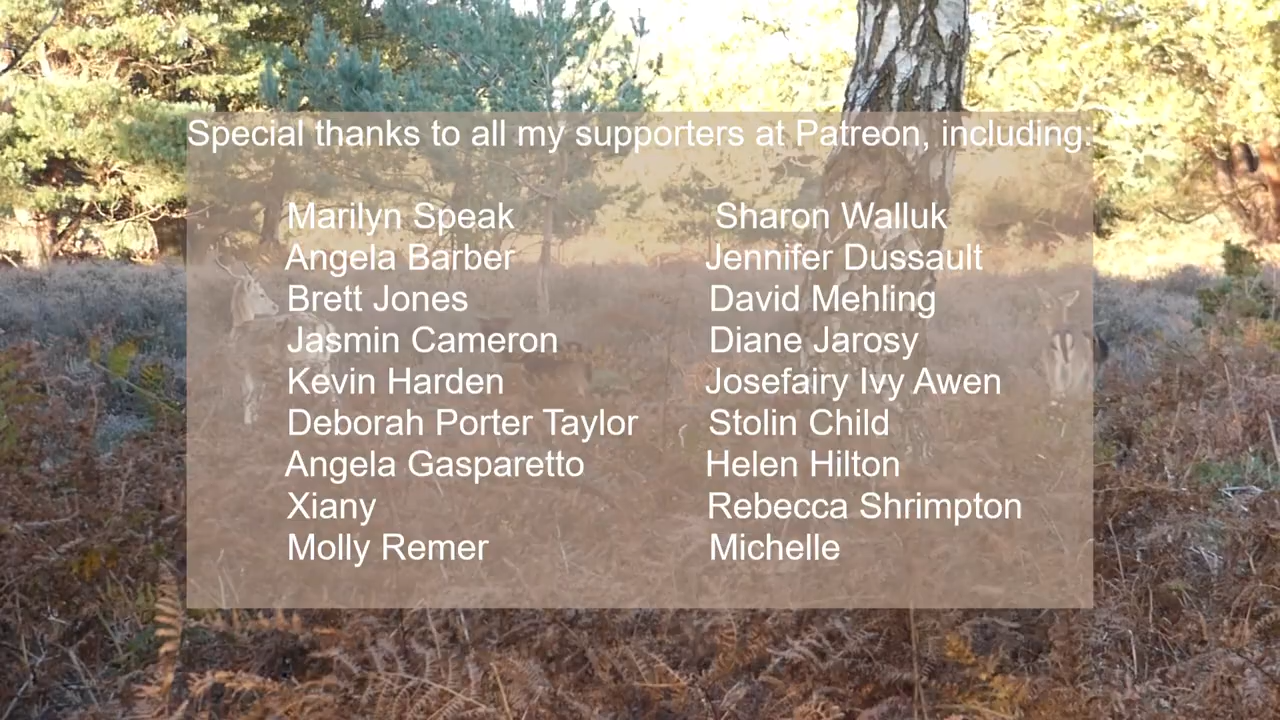 Special thanks to all my supporters at Patreon, including:
Marilyn Speak
Angela Barber
Brett Jones
Jasmin Cameron
Kevin Harden
Deborah Porter Taylor
Angela Gasparetto
Xiany
Molly Remer
Sharon Walluk
Jennifer Dussault
David Mehling
Diane Jarosy
Josefairy Ivy Awen
Stolin Child
Helen Hilton
Rebecca Shrimpton
Michelle